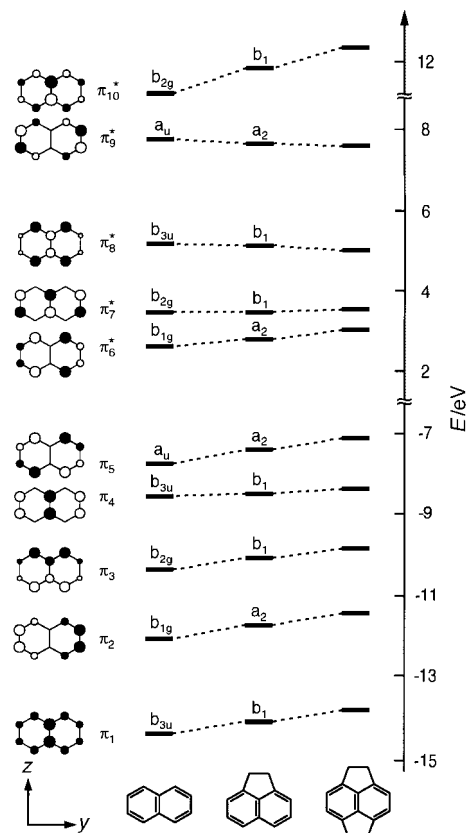 π₁₀* b₂g b₁ 12
π₉* aᵤ a₂ 8
6
π₈* b₃ᵤ b₁
π₇* b₂g b₁ 4
π₆* b₁g a₂
2
E/eV
π₅ aᵤ a₂ -7
π₄ b₃ᵤ b₁
-9
π₃ b₂g b₁
-11
π₂ b₁g a₂
-13
π₁ b₃ᵤ b₁
-15
z
y